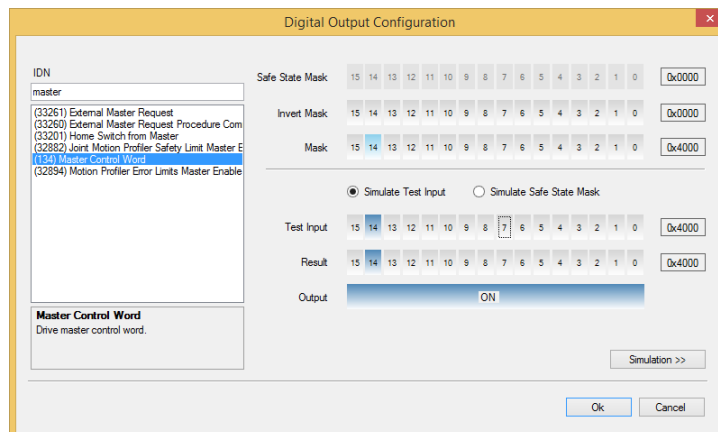 Digital Output Configuration
x
IDN
master
(33261) External Master Request
(33260) External Master Request Procedure Com
(33201) Home Switch from Master
(32882) Joint Motion Profiler Safety Limit Master E
(134) Master Control Word
(32894) Motion Profiler Error Limits Master Enable
Master Control Word
Drive master control word.
Safe State Mask 15 14 13 12 11 10 9 8 7 6 5 4 3 2 1 0 0x0000
Invert Mask 15 14 13 12 11 10 9 8 7 6 5 4 3 2 1 0 0x0000
Mask 15 14 13 12 11 10 9 8 7 6 5 4 3 2 1 0 0x4000
Simulate Test Input Simulate Safe State Mask
Test Input 15 14 13 12 11 10 9 8 7 6 5 4 3 2 1 0 0x4000
Result 15 14 13 12 11 10 9 8 7 6 5 4 3 2 1 0 0x4000
Output ON
Simulation >>
Ok Cancel